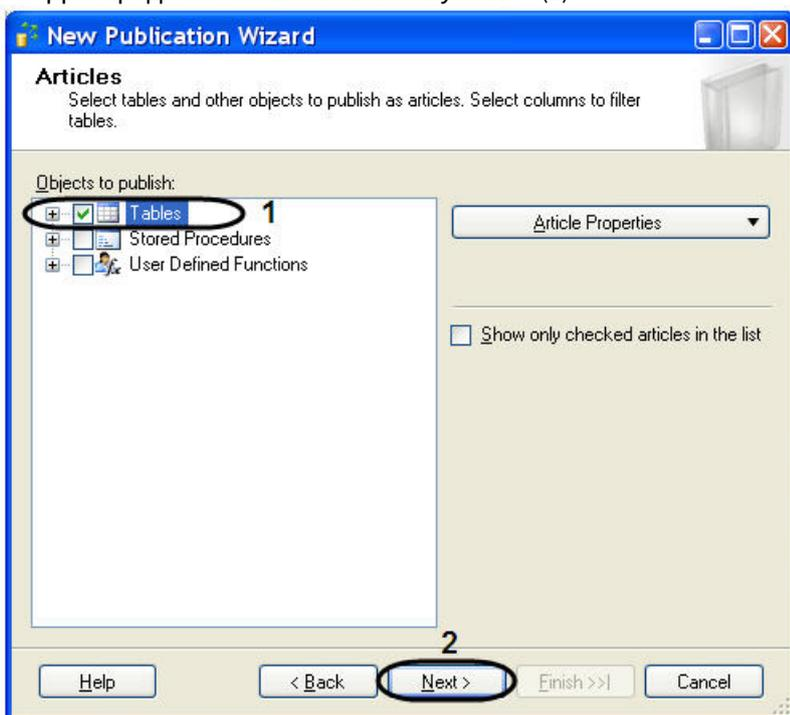 New Publication Wizard
Articles
Select tables and other objects to publish as articles. Select columns to filter
tables.
Objects to publish:
Tables 1
Stored Procedures
User Defined Functions
Article Properties
Show only checked articles in the list
2
Help
< Back
Next >
Finish >>|
Cancel